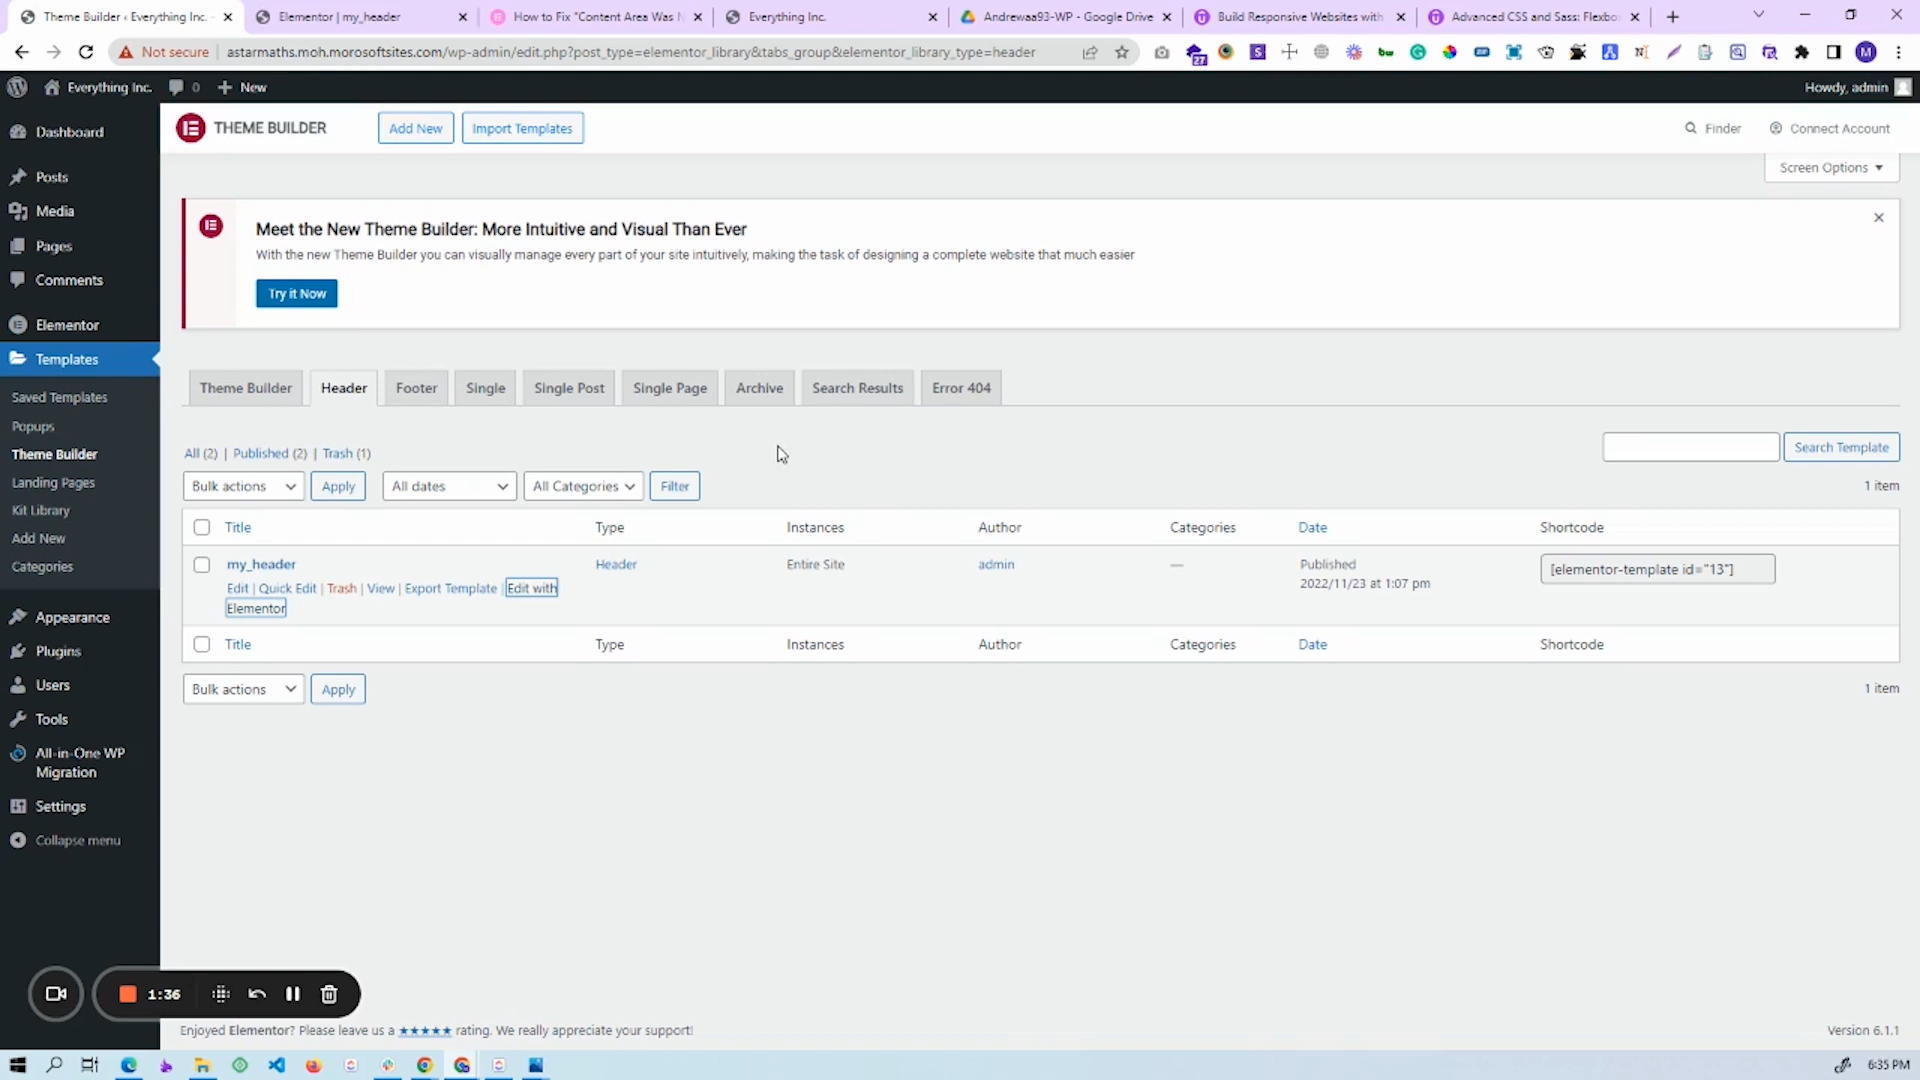 Theme Builder ‹ Everything Inc. –
Elementor | my_header
How to Fix "Content Area Was N
Everything Inc.
Andrewaa93-WP - Google Drive
Build Responsive Websites with
Advanced CSS and Sass: Flexbo
Not secure
astarmaths.moh.morosoftsites.com/wp-admin/edit.php?post_type=elementor_library&tabs_group&elementor_library_type=header
27
M
Everything Inc.
0
New
Howdy, admin
Dashboard
Posts
Media
Pages
Comments
Elementor
Templates
Saved Templates
Popups
Theme Builder
Landing Pages
Kit Library
Add New
Categories
Appearance
Plugins
Users
Tools
All-in-One WP
Migration
Settings
Collapse menu
THEME BUILDER
Add New
Import Templates
Finder
Connect Account
Screen Options
Meet the New Theme Builder: More Intuitive and Visual Than Ever
With the new Theme Builder you can visually manage every part of your site intuitively, making the task of designing a complete website that much easier
Try it Now
Theme Builder
Header
Footer
Single
Single Post
Single Page
Archive
Search Results
Error 404
All (2) | Published (2) | Trash (1)
Search Template
Bulk actions
Apply
All dates
All Categories
Filter
1 item
Title
Type
Instances
Author
Categories
Date
Shortcode
my_header
Header
Entire Site
admin
—
Published
2022/11/23 at 1:07 pm
[elementor-template id="13"]
Edit | Quick Edit | Trash | View | Export Template | Edit with
Elementor
Title
Type
Instances
Author
Categories
Date
Shortcode
Bulk actions
Apply
1 item
1:36
Enjoyed Elementor? Please leave us a ★★★★★ rating. We really appreciate your support!
Version 6.1.1
6:35 PM